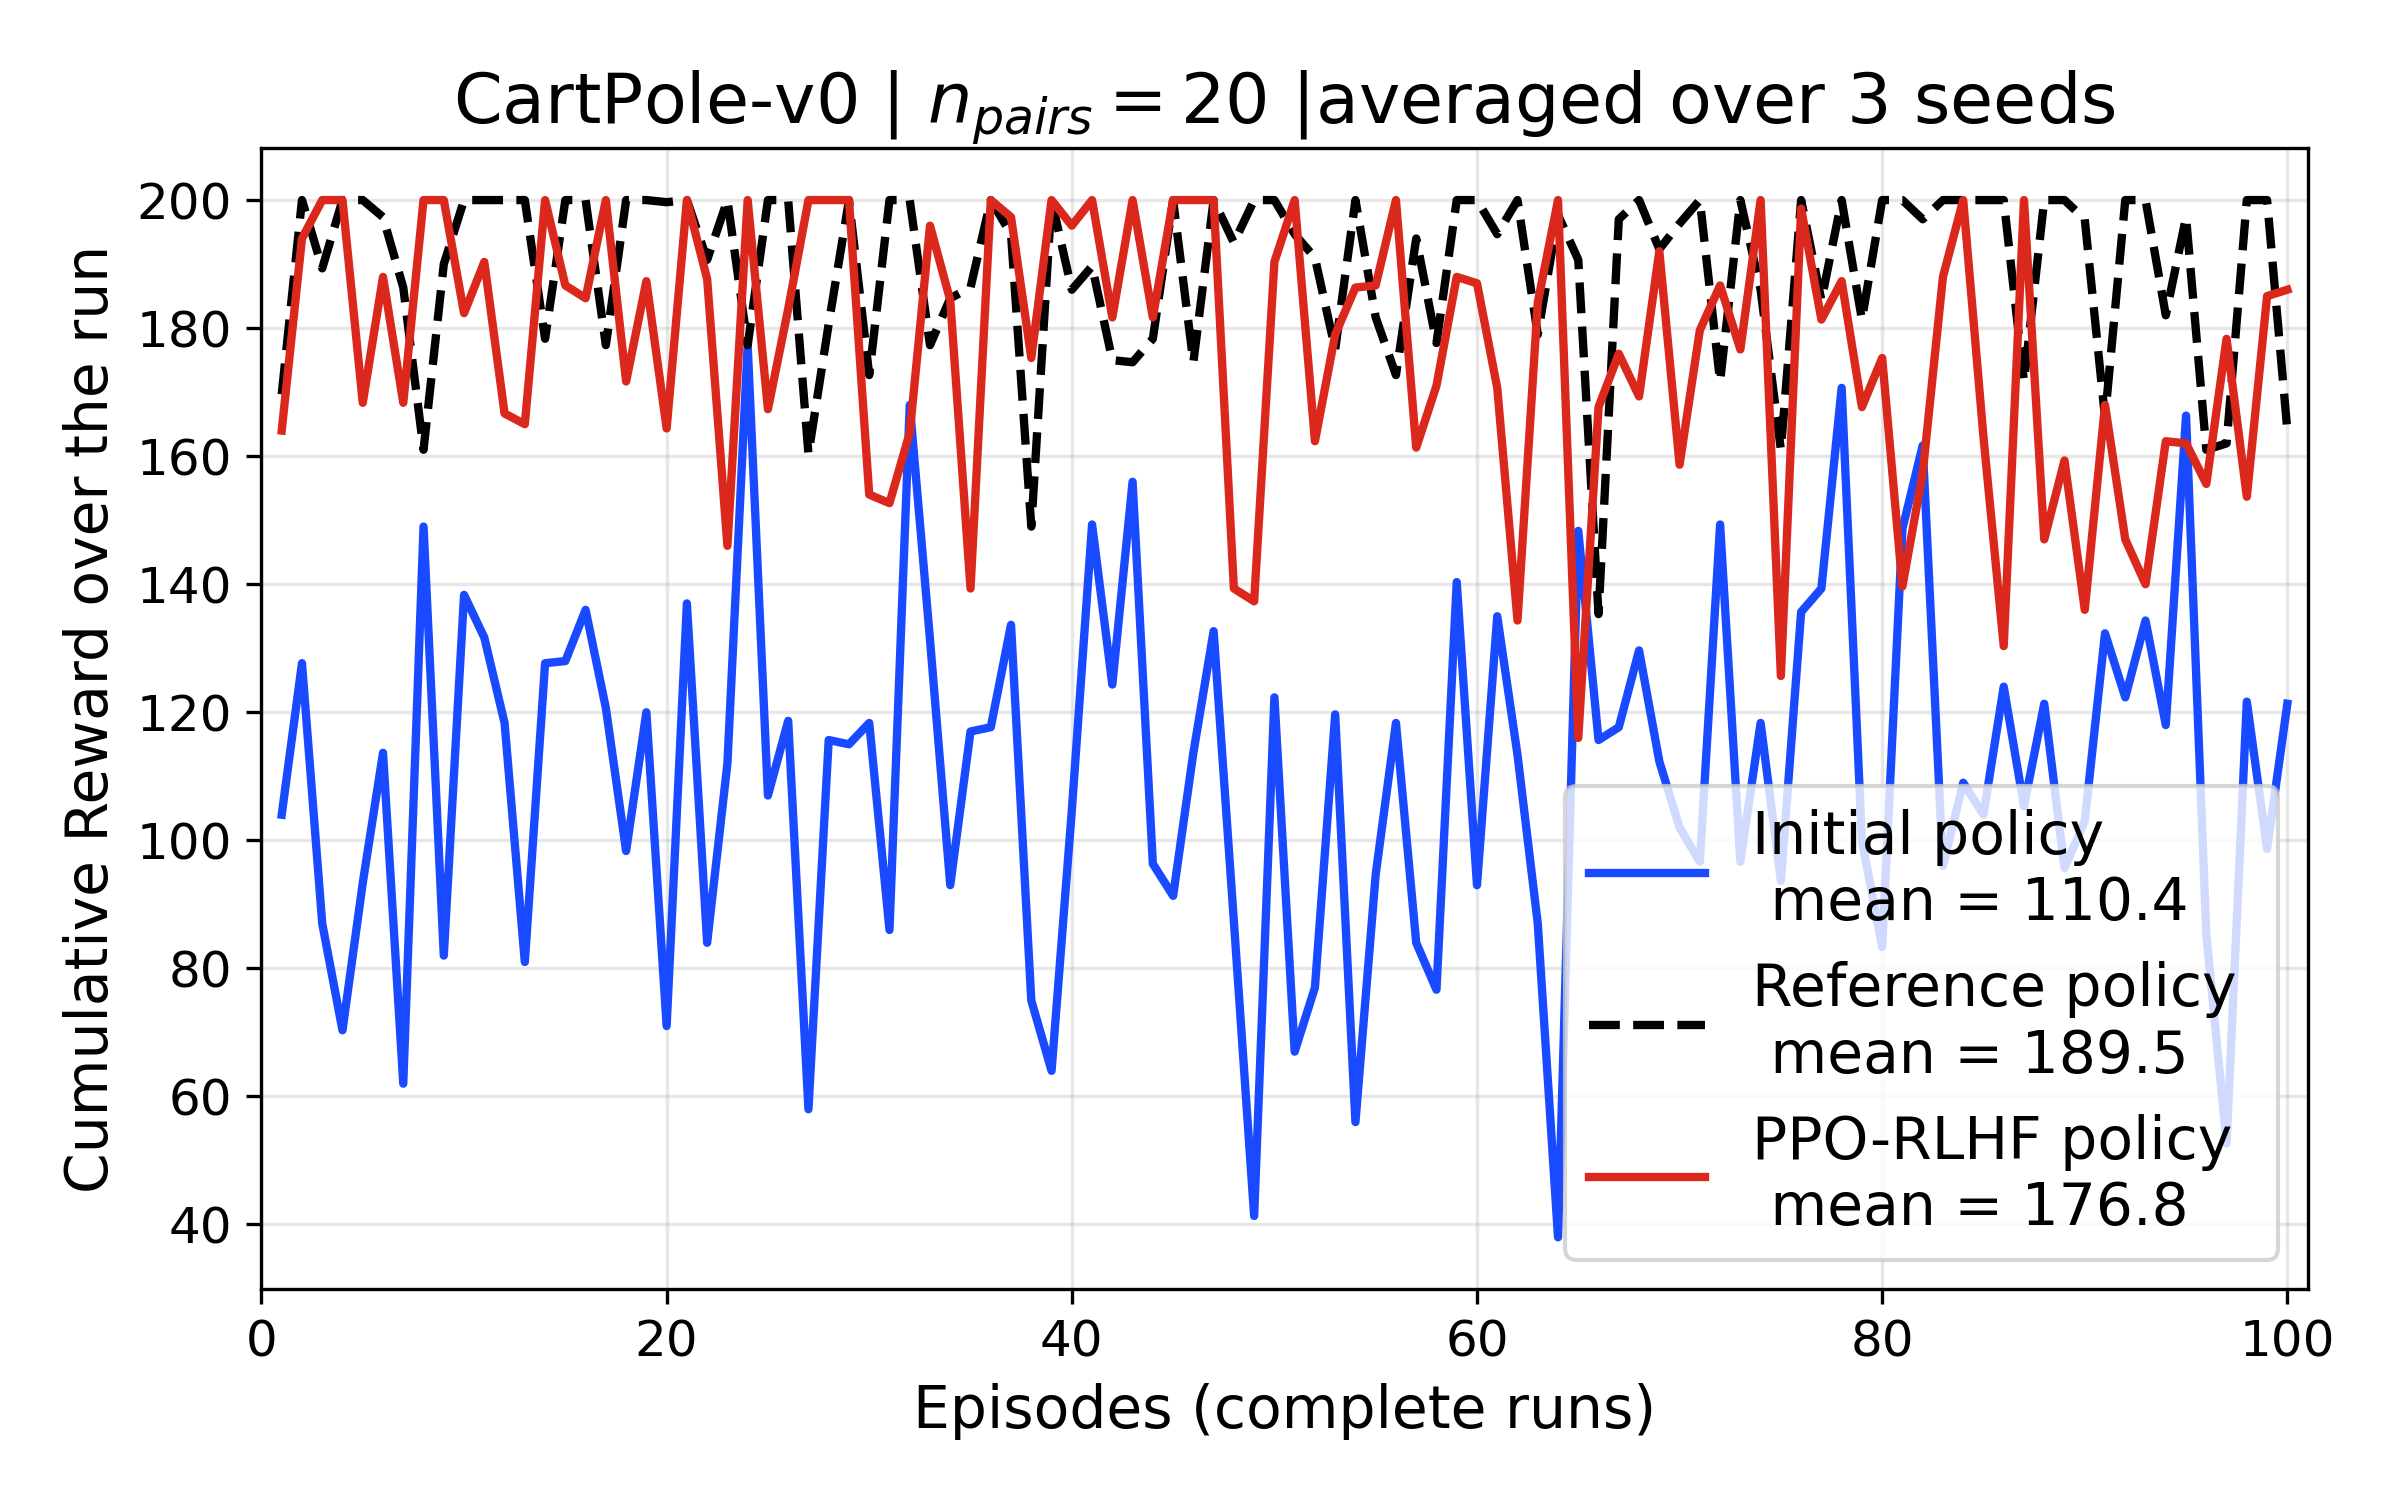 CartPole-v0 | n_pairs = 20 |averaged over 3 seeds
Cumulative Reward over the run
200
180
160
140
120
100
80
60
40
Initial policy
mean = 110.4
Reference policy
mean = 189.5
PPO-RLHF policy
mean = 176.8
0 20 40 60 80 100
Episodes (complete runs)